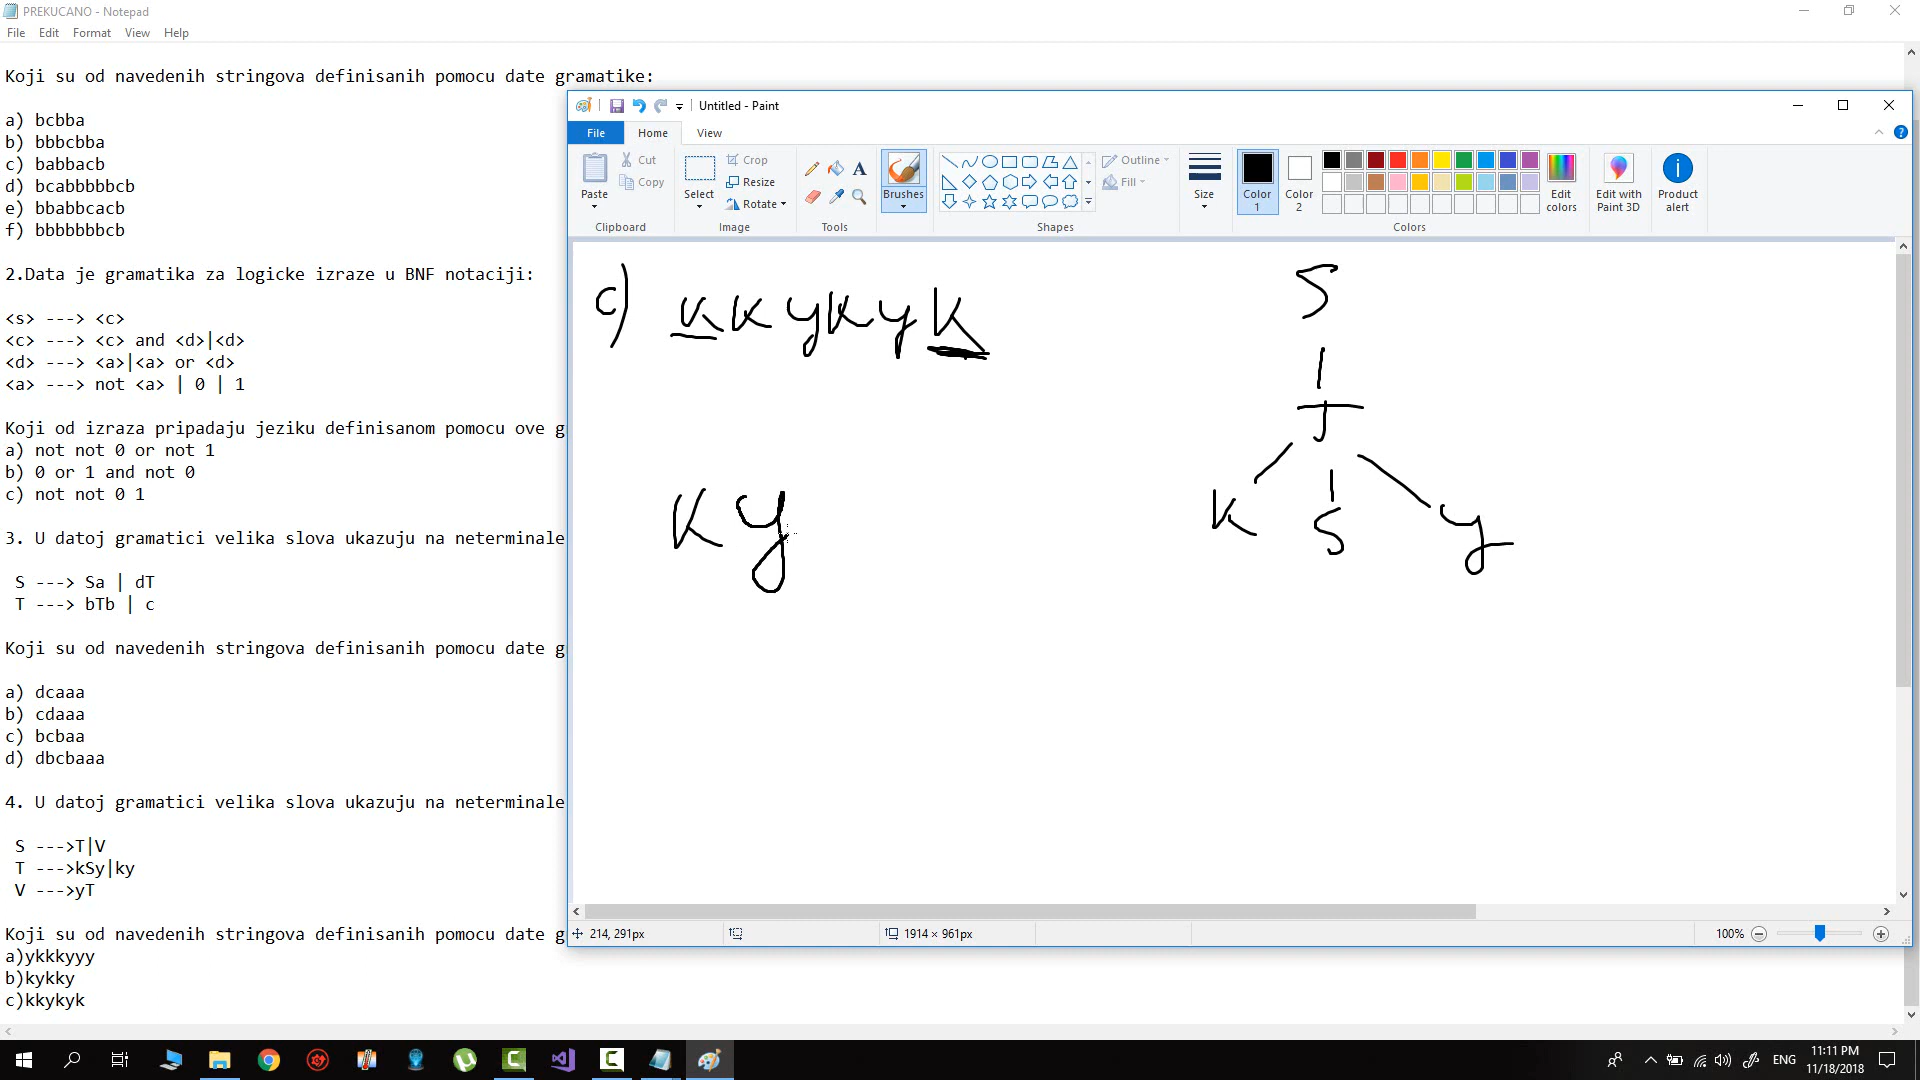 PREKUCANO - Notepad
File Edit Format View Help
Koji su od navedenih stringova definisanih pomocu date gramatike:
a) bcbba
b) bbbcbba
c) babbacb
d) bcabbbbbcb
e) bbabbcacb
f) bbbbbbbcb
2.Data je gramatika za logicke izraze u BNF notaciji:
<s> ---> <c>
<c> ---> <c> and <d>|<d>
<d> ---> <a>|<a> or <d>
<a> ---> not <a> | 0 | 1
Koji od izraza pripadaju jeziku definisanom pomocu ove g
a) not not 0 or not 1
b) 0 or 1 and not 0
c) not not 0 1
3. U datoj gramatici velika slova ukazuju na neterminale
S ---> Sa | dT
T ---> bTb | c
Koji su od navedenih stringova definisanih pomocu date g
a) dcaaa
b) cdaaa
c) bcbaa
d) dbcbaaa
4. U datoj gramatici velika slova ukazuju na neterminale
S --->T|V
T --->kSy|ky
V --->yT
Koji su od navedenih stringova definisanih pomocu date g
a)ykkkyyy
b)kykky
c)kkykyk
Untitled - Paint
File Home View
Paste Cut Copy
Clipboard
Select Crop Resize Rotate
Image
A
Tools
Brushes
Outline Fill
Shapes
Size
Color 1
Color 2
Edit colors
Colors
Edit with Paint 3D
Product alert
c) kkykyk
S
T
k S y
ky
214, 291px
1914 × 961px
100%
ENG
11:11 PM
11/18/2018